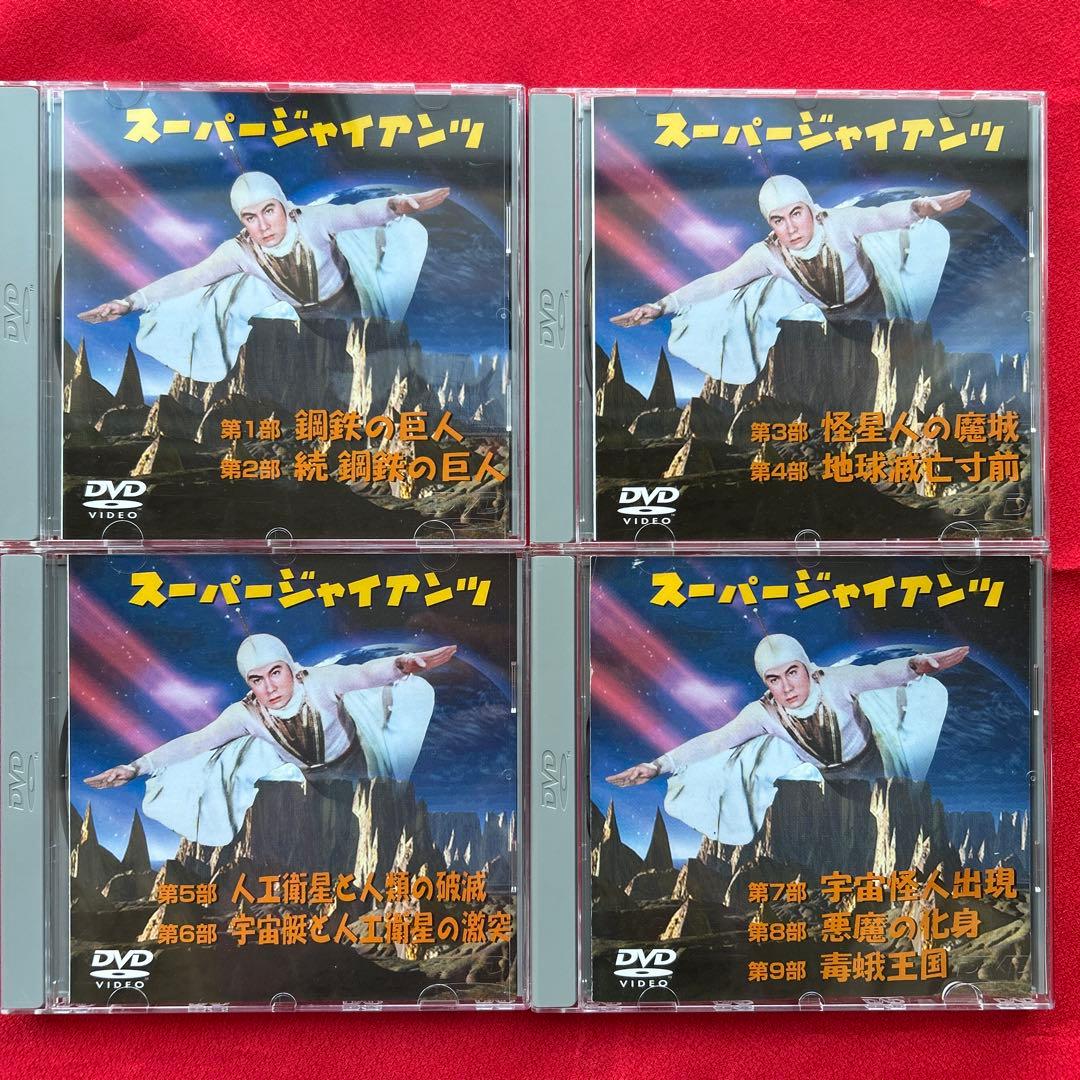 スーパージャイアンツ
第1部 鋼鉄の巨人
第2部 続 鋼鉄の巨人
DVD
VIDEO
DVD
スーパージャイアンツ
第3部 怪星人の魔城
第4部 地球滅亡寸前
DVD
VIDEO
DVD
スーパージャイアンツ
第5部 人工衛星と人類の破滅
第6部 宇宙艇と人工衛星の激突
DVD
VIDEO
DVD
スーパージャイアンツ
第7部 宇宙怪人出現
第8部 悪魔の化身
第9部 毒蛾王国
DVD
VIDEO
DVD